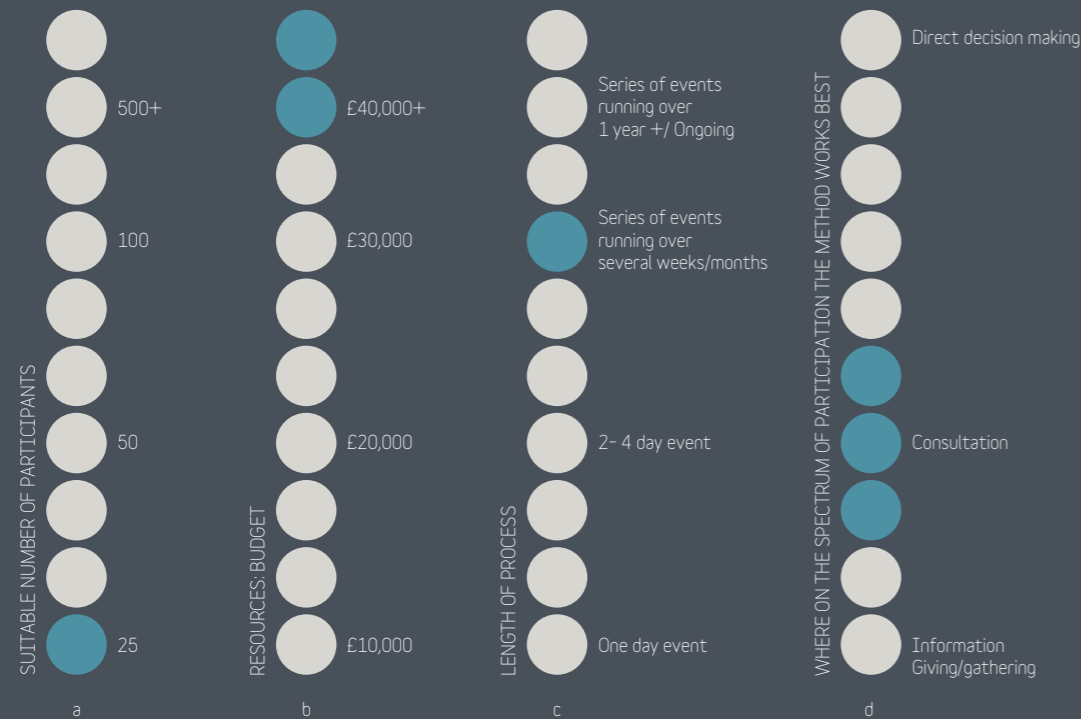 SUITABLE NUMBER OF PARTICIPANTS
500+
100
50
25
a
RESOURCES: BUDGET
£40,000+
£30,000
£20,000
£10,000
b
LENGTH OF PROCESS
Series of events
running over
1 year +/ Ongoing
Series of events
running over
several weeks/months
2- 4 day event
One day event
c
WHERE ON THE SPECTRUM OF PARTICIPATION THE METHOD WORKS BEST
Direct decision making
Consultation
Information
Giving/gathering
d